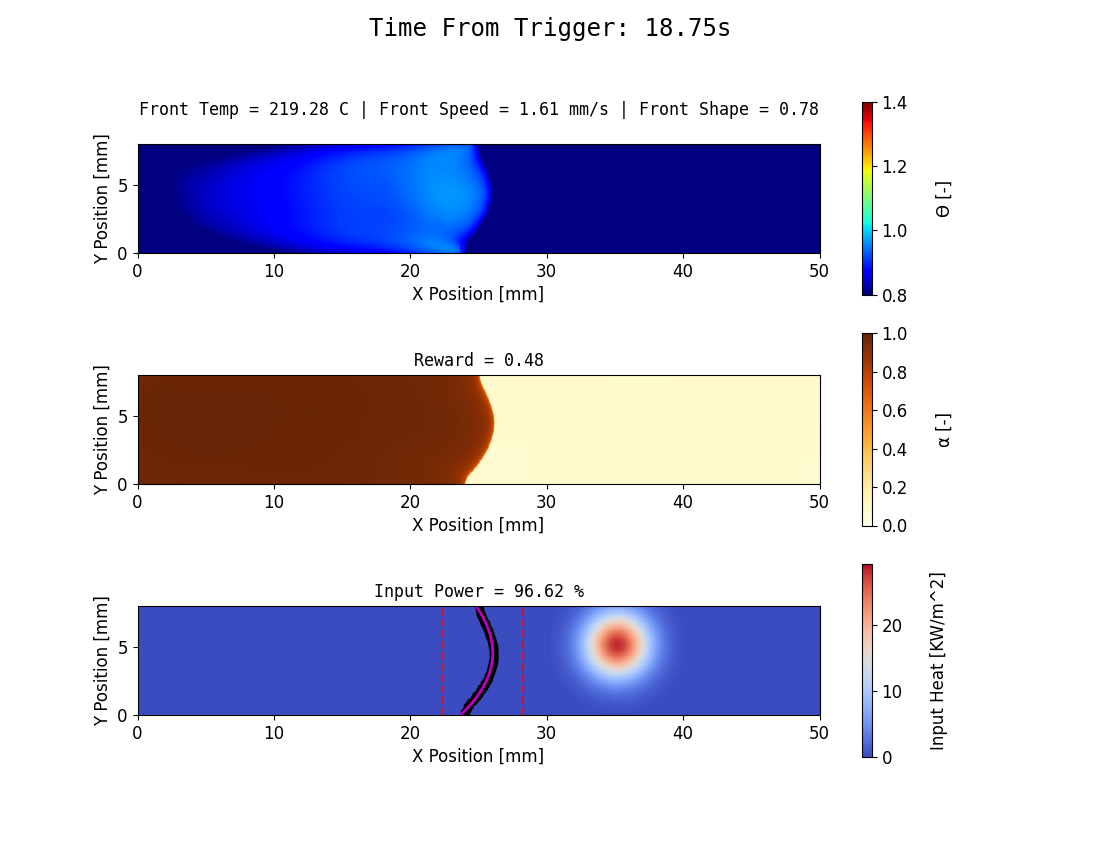 Time From Trigger: 18.75s
Front Temp = 219.28 C | Front Speed = 1.61 mm/s | Front Shape = 0.78
Y Position [mm]
5
0
0 10 20 30 40 50
X Position [mm]
1.4
1.2
1.0
0.8
Θ [-]
Reward = 0.48
Y Position [mm]
5
0
0 10 20 30 40 50
X Position [mm]
1.0
0.8
0.6
0.4
0.2
0.0
α [-]
Input Power = 96.62 %
Y Position [mm]
5
0
0 10 20 30 40 50
X Position [mm]
20
10
0
Input Heat [KW/m^2]